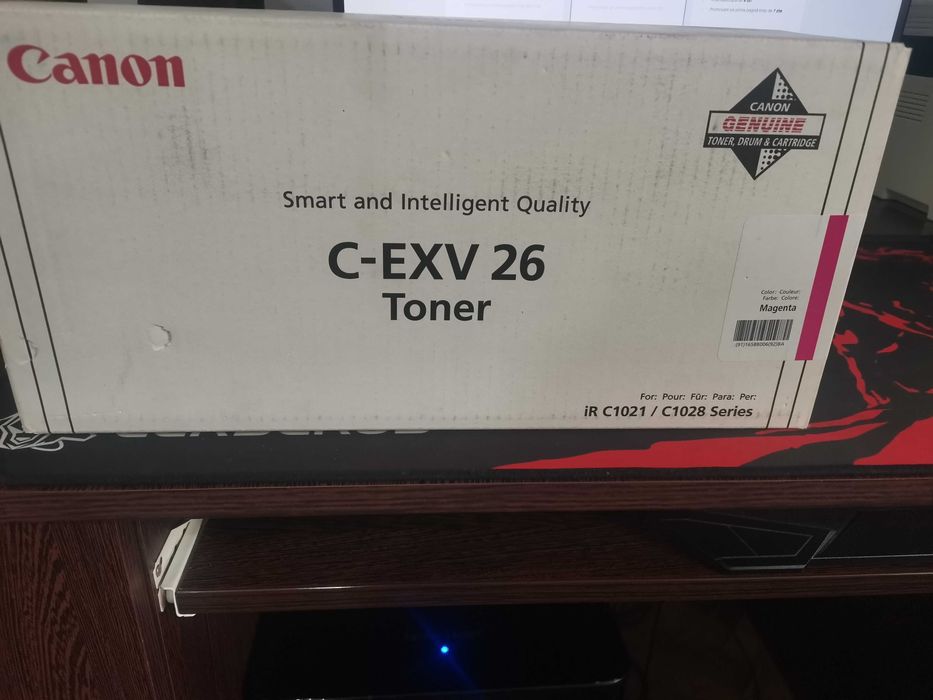 Canon
CANON
GENUINE
TONER, DRUM & CARTRIDGE
Smart and Intelligent Quality
C-EXV 26
Toner
Color: Couleur:
Farbe: Colore:
Magenta
For: Pour: Für: Para: Per:
iR C1021 / C1028 Series